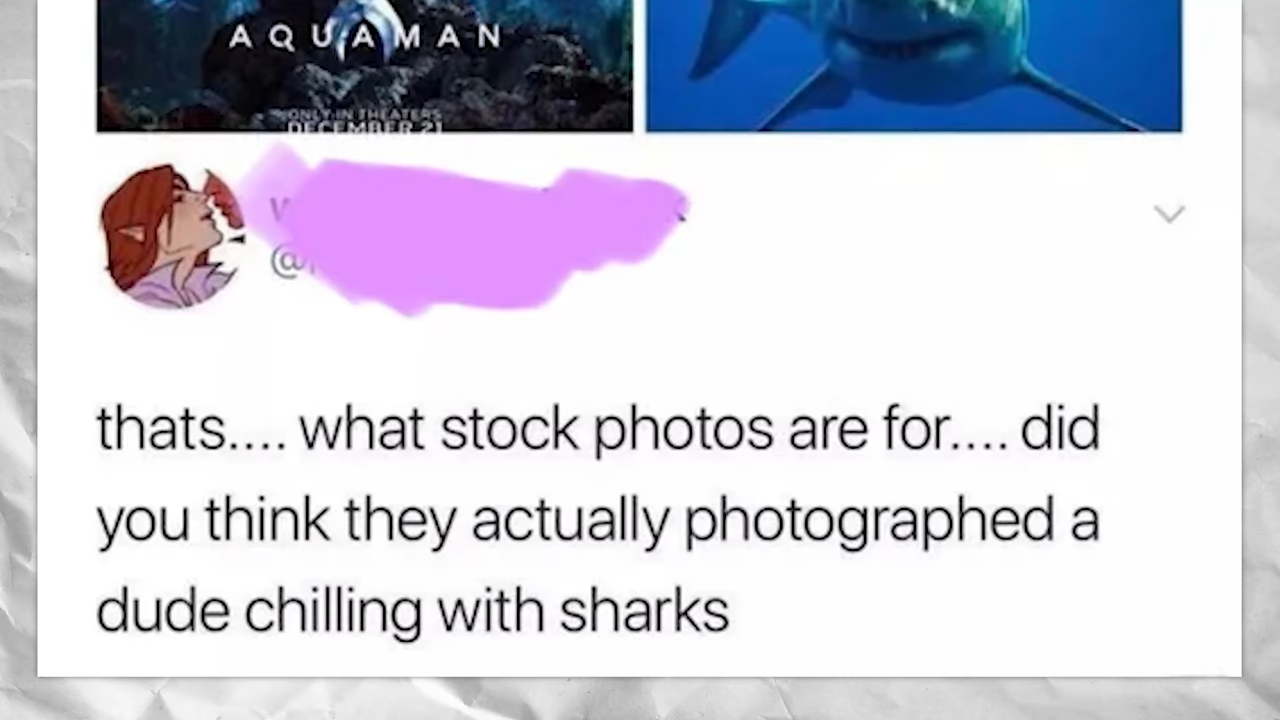 AQUAMAN
ONLY IN THEATERS
DECEMBER 21
@
thats.... what stock photos are for.... did
you think they actually photographed a
dude chilling with sharks